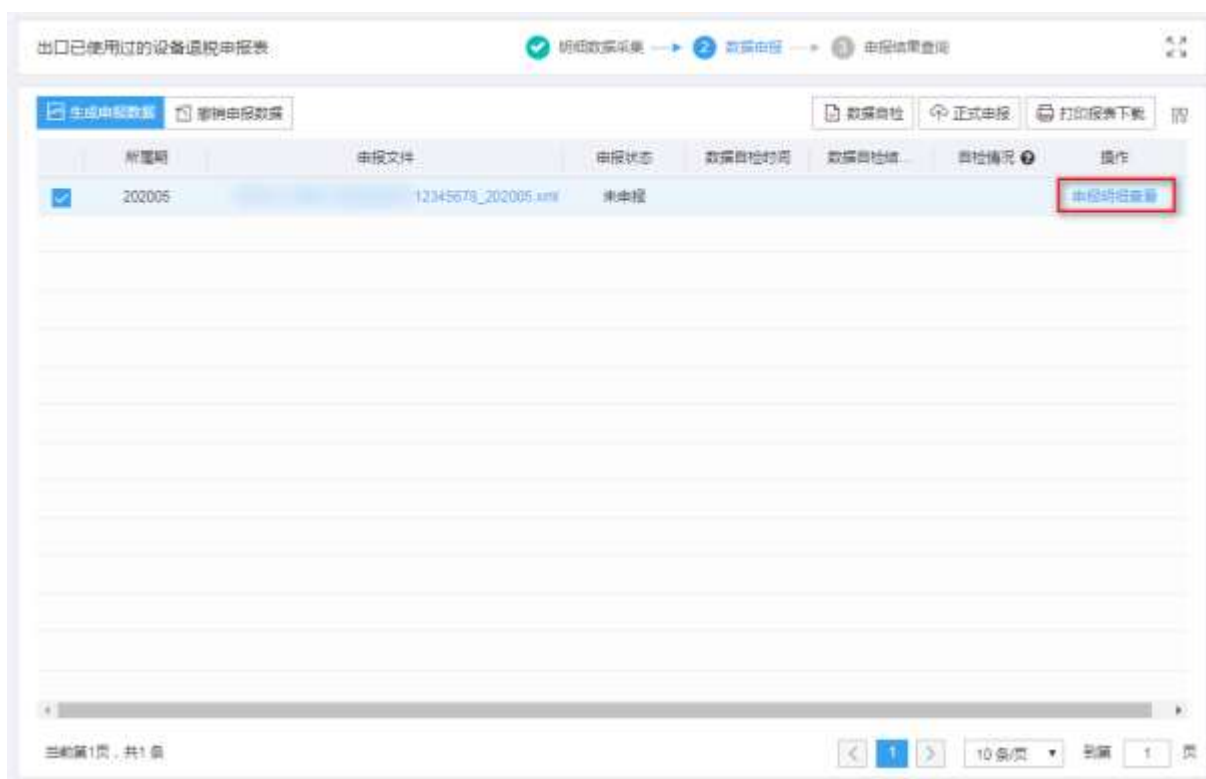 出口已使用过的设备退税申报表 明细数据采集 2 数据申报 3 申报结果查询
生成申报数据 撤销申报数据 数据自检 正式申报 打印报表下载
所属期 申报文件 申报状态 数据自检时间 数据自检结... 自检情况 操作
202005 12345678_202005.xml 未申报 申报明细查看
当前第1页，共1条 1 10条/页 到第 1 页